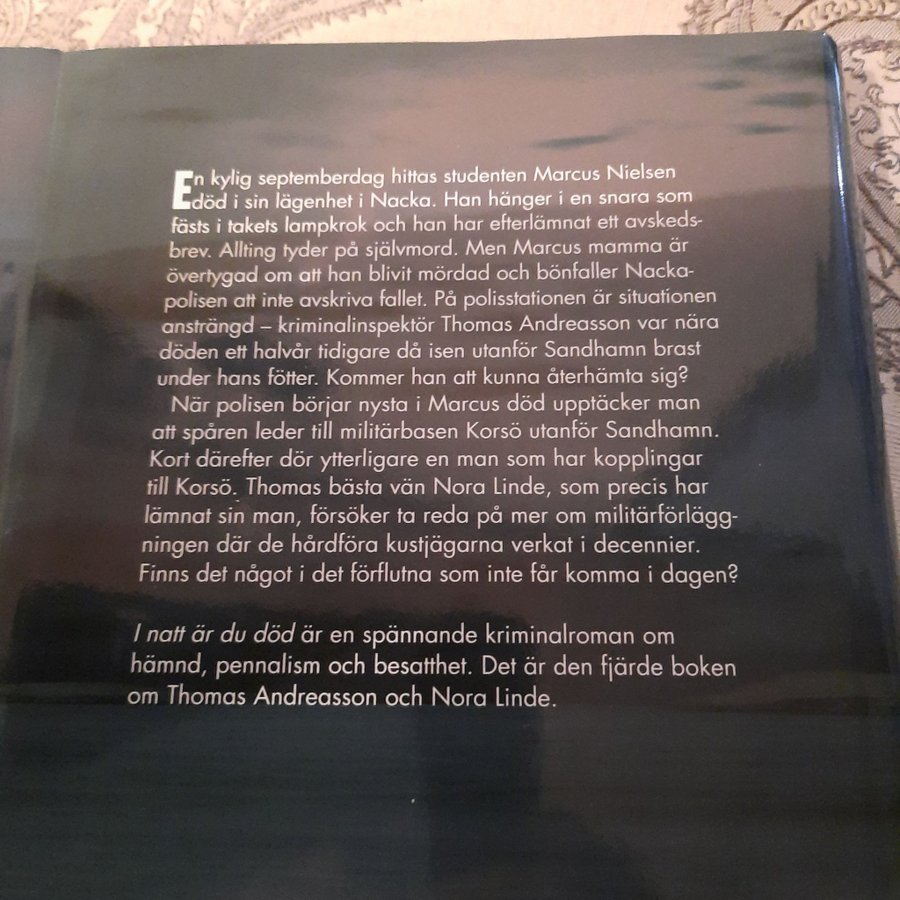 En kylig septemberdag hittas studenten Marcus Nielsen
död i sin lägenhet i Nacka. Han hänger i en snara som
fästs i takets lampkrok och han har efterlämnat ett avskeds-
brev. Allting tyder på självmord. Men Marcus mamma är
övertygad om att han blivit mördad och bönfaller Nacka-
polisen att inte avskriva fallet. På polisstationen är situationen
ansträngd – kriminalinspektör Thomas Andreasson var nära
döden ett halvår tidigare då isen utanför Sandhamn brast
under hans fötter. Kommer han att kunna återhämta sig?
När polisen börjar nysta i Marcus död upptäcker man
att spåren leder till militärbasen Korsö utanför Sandhamn.
Kort därefter dör ytterligare en man som har kopplingar
till Korsö. Thomas bästa vän Nora Linde, som precis har
lämnat sin man, försöker ta reda på mer om militärförlägg-
ningen där de hårdföra kustjägarna verkat i decennier.
Finns det något i det förflutna som inte får komma i dagen?
I natt är du död är en spännande kriminalroman om
hämnd, pennalism och besatthet. Det är den fjärde boken
om Thomas Andreasson och Nora Linde.